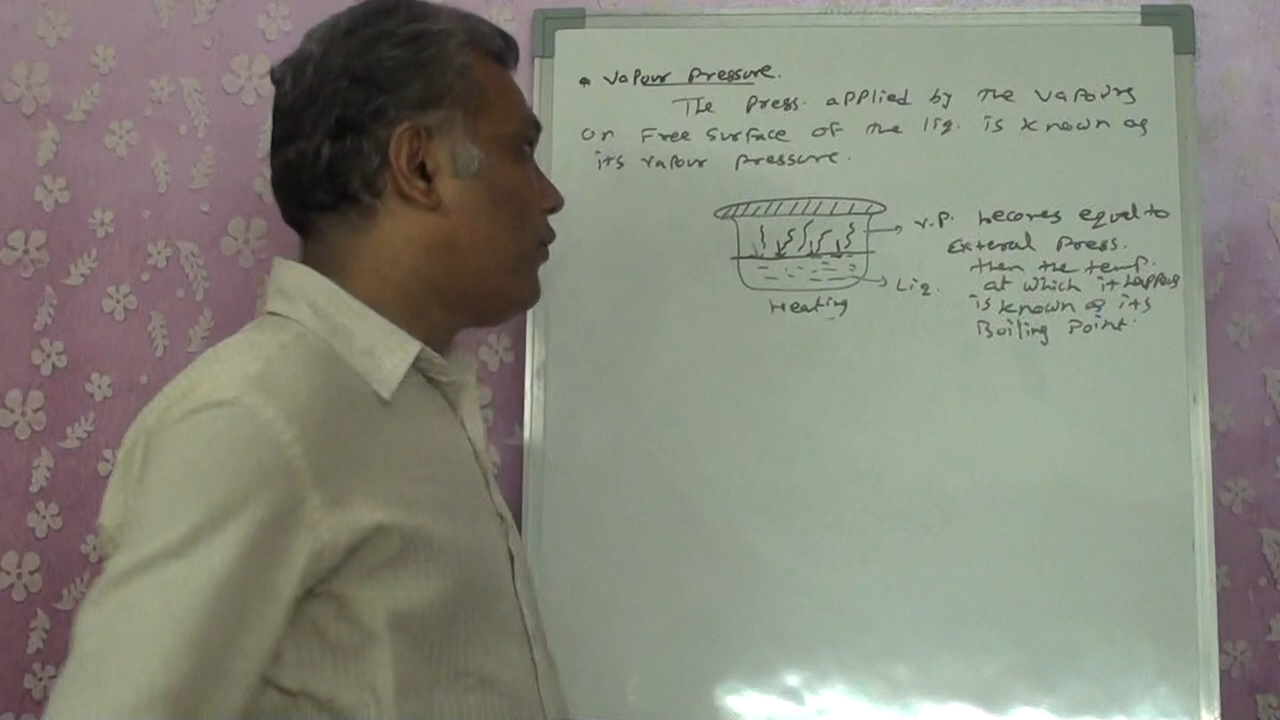 • Vapour Pressure.
The press. applied by the vapours
on Free surface of the liq. is known as
its vapour pressure.
V.P. becomes equal to
External Press.
then the temp.
at which it happens
is known as its
Boiling Point.
Liq.
Heating